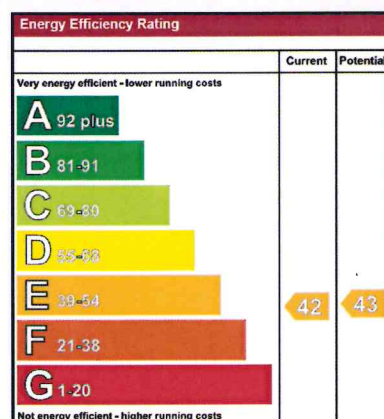 Energy Efficiency Rating
Current Potential
Very energy efficient - lower running costs
A 92 plus
B 81-91
C 69-80
D 55-68
E 39-54
42 43
F 21-38
G 1-20
Not energy efficient - higher running costs